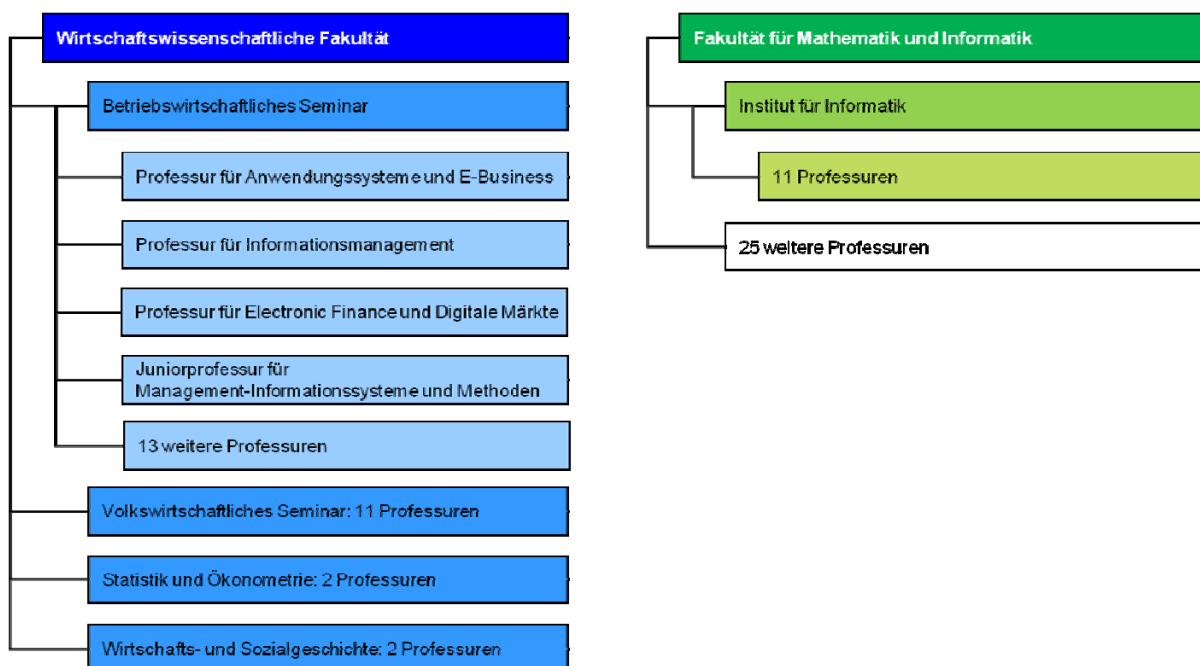 Wirtschaftswissenschaftliche Fakultät
Betriebswirtschaftliches Seminar
Professur für Anwendungssysteme und E-Business
Professur für Informationsmanagement
Professur für Electronic Finance und Digitale Märkte
Juniorprofessur für
Management-Informationssysteme und Methoden
13 weitere Professuren
Volkswirtschaftliches Seminar: 11 Professuren
Statistik und Ökonometrie: 2 Professuren
Wirtschafts- und Sozialgeschichte: 2 Professuren
Fakultät für Mathematik und Informatik
Institut für Informatik
11 Professuren
25 weitere Professuren